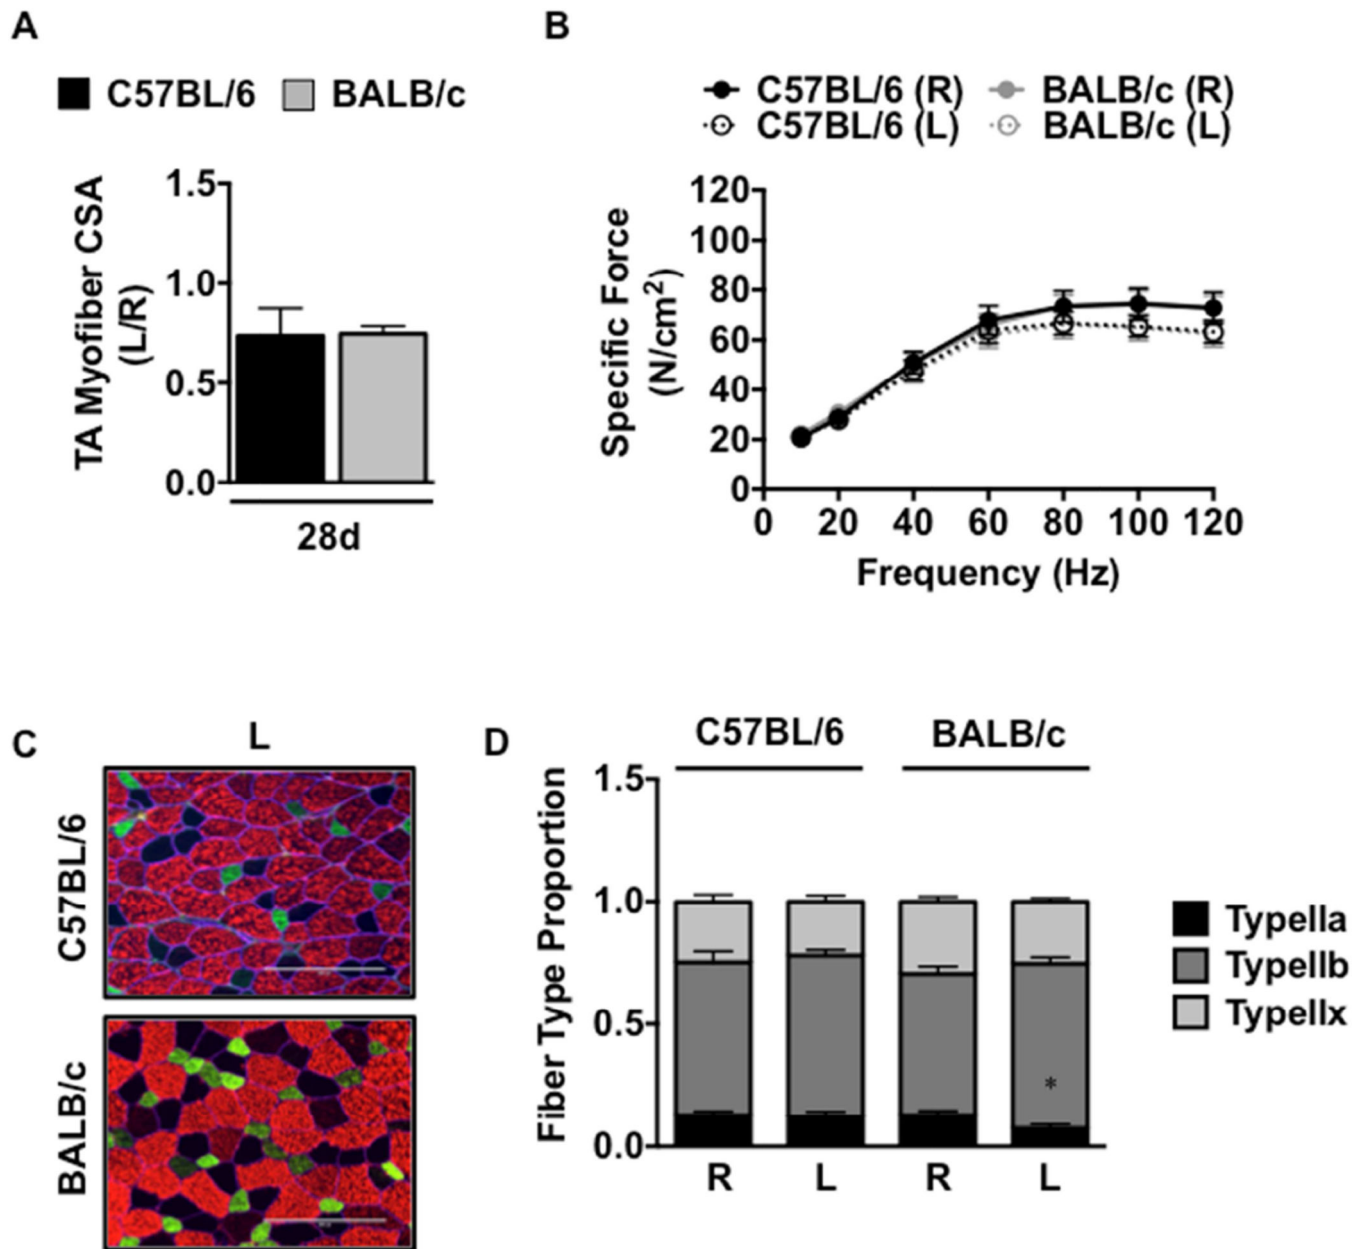 A
C57BL/6 BALB/c
TA Myofiber CSA
(L/R)
1.5
1.0
0.5
0.0
28d
B
C57BL/6 (R) BALB/c (R)
C57BL/6 (L) BALB/c (L)
Specific Force
(N/cm²)
120
100
80
60
40
20
0
0 20 40 60 80 100 120
Frequency (Hz)
C
L
C57BL/6
BALB/c
D
C57BL/6 BALB/c
Fiber Type Proportion
1.5
1.0
0.5
0.0
*
R L R L
TypeIIa
TypeIIb
TypeIIx